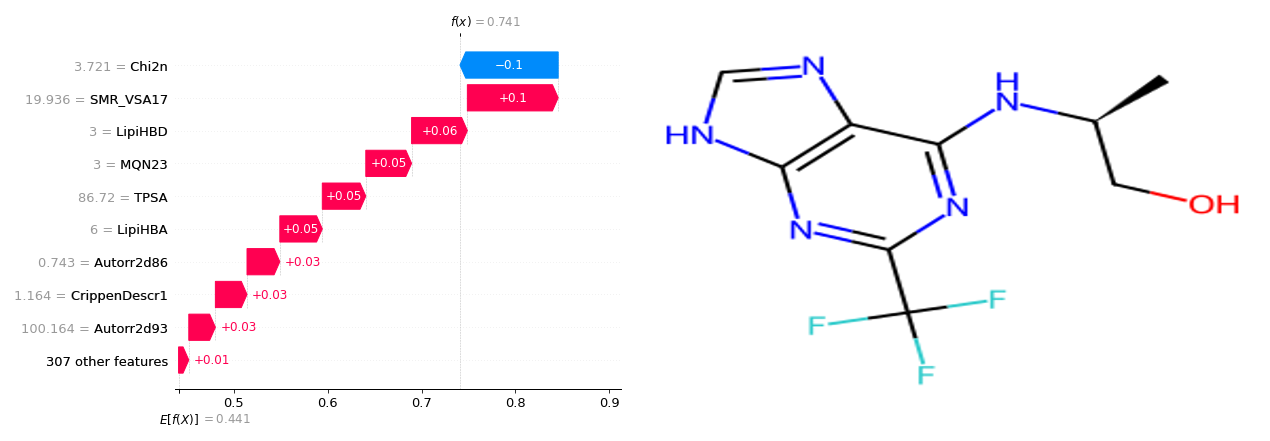 f(x) = 0.741
3.721 = Chi2n
−0.1
19.936 = SMR_VSA17
+0.1
3 = LipiHBD
+0.06
3 = MQN23
+0.05
86.72 = TPSA
+0.05
6 = LipiHBA
+0.05
0.743 = Autorr2d86
+0.03
1.164 = CrippenDescr1
+0.03
100.164 = Autorr2d93
+0.03
307 other features
+0.01
0.5 0.6 0.7 0.8 0.9
E[f(X)] = 0.441
N
H
N
HN
N
N
OH
F
F
F